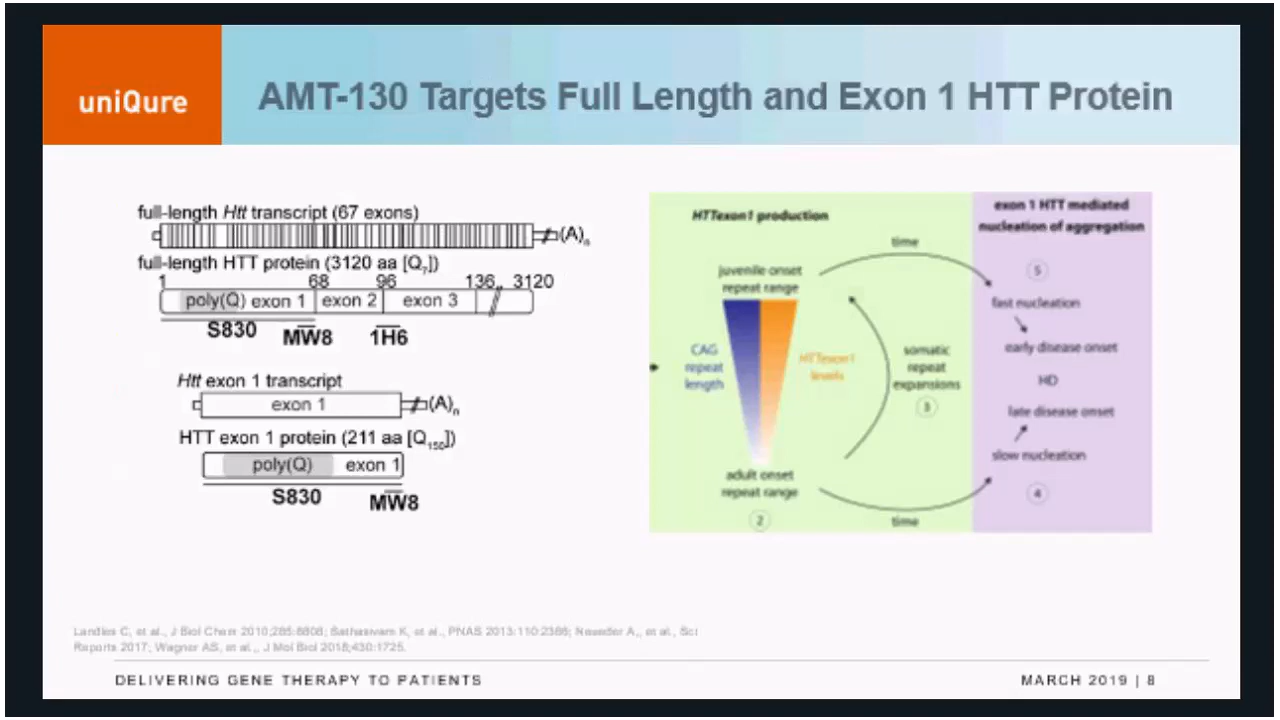 uniQure
AMT-130 Targets Full Length and Exon 1 HTT Protein
full-length Htt transcript (67 exons)
(A)n
full-length HTT protein (3120 aa [Q7])
1 68 96 136 3120
poly(Q) exon 1 exon 2 exon 3
S830 MW8 1H6
Htt exon 1 transcript
exon 1 (A)n
HTT exon 1 protein (211 aa [Q150])
poly(Q) exon 1
S830 MW8
HTTexon1 production
time
juvenile onset
repeat range
CAG
repeat
length
HTTexon1
levels
somatic
repeat
expansions
3
adult onset
repeat range
2
time
exon 1 HTT mediated
nucleation of aggregation
5
fast nucleation
early disease onset
HD
late disease onset
slow nucleation
4
Landles C, et al., J Biol Chem 2010;285:8808; Sathasivam K, et al., PNAS 2013;110:2366; Neueder A,, et al., Sci
Reports 2017; Wagner AS, et al.,, J Mol Biol 2018;430:1725.
DELIVERING GENE THERAPY TO PATIENTS
MARCH 2019 | 8